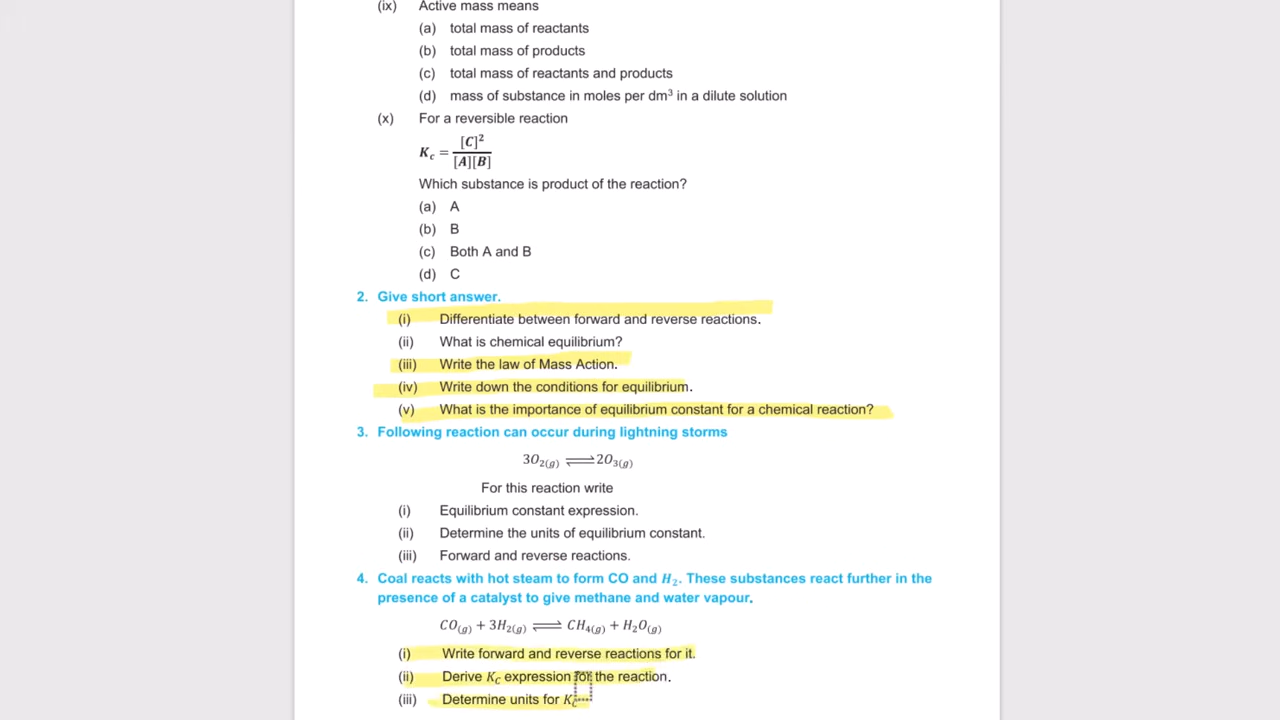 (ix) Active mass means
(a) total mass of reactants
(b) total mass of products
(c) total mass of reactants and products
(d) mass of substance in moles per dm³ in a dilute solution
(x) For a reversible reaction
K_c = [C]² / [A][B]
Which substance is product of the reaction?
(a) A
(b) B
(c) Both A and B
(d) C
2. Give short answer.
(i) Differentiate between forward and reverse reactions.
(ii) What is chemical equilibrium?
(iii) Write the law of Mass Action.
(iv) Write down the conditions for equilibrium.
(v) What is the importance of equilibrium constant for a chemical reaction?
3. Following reaction can occur during lightning storms
3O₂(g) ⇌ 2O₃(g)
For this reaction write
(i) Equilibrium constant expression.
(ii) Determine the units of equilibrium constant.
(iii) Forward and reverse reactions.
4. Coal reacts with hot steam to form CO and H₂. These substances react further in the
presence of a catalyst to give methane and water vapour.
CO(g) + 3H₂(g) ⇌ CH₄(g) + H₂O(g)
(i) Write forward and reverse reactions for it.
(ii) Derive K_C expression for the reaction.
(iii) Determine units for K_C